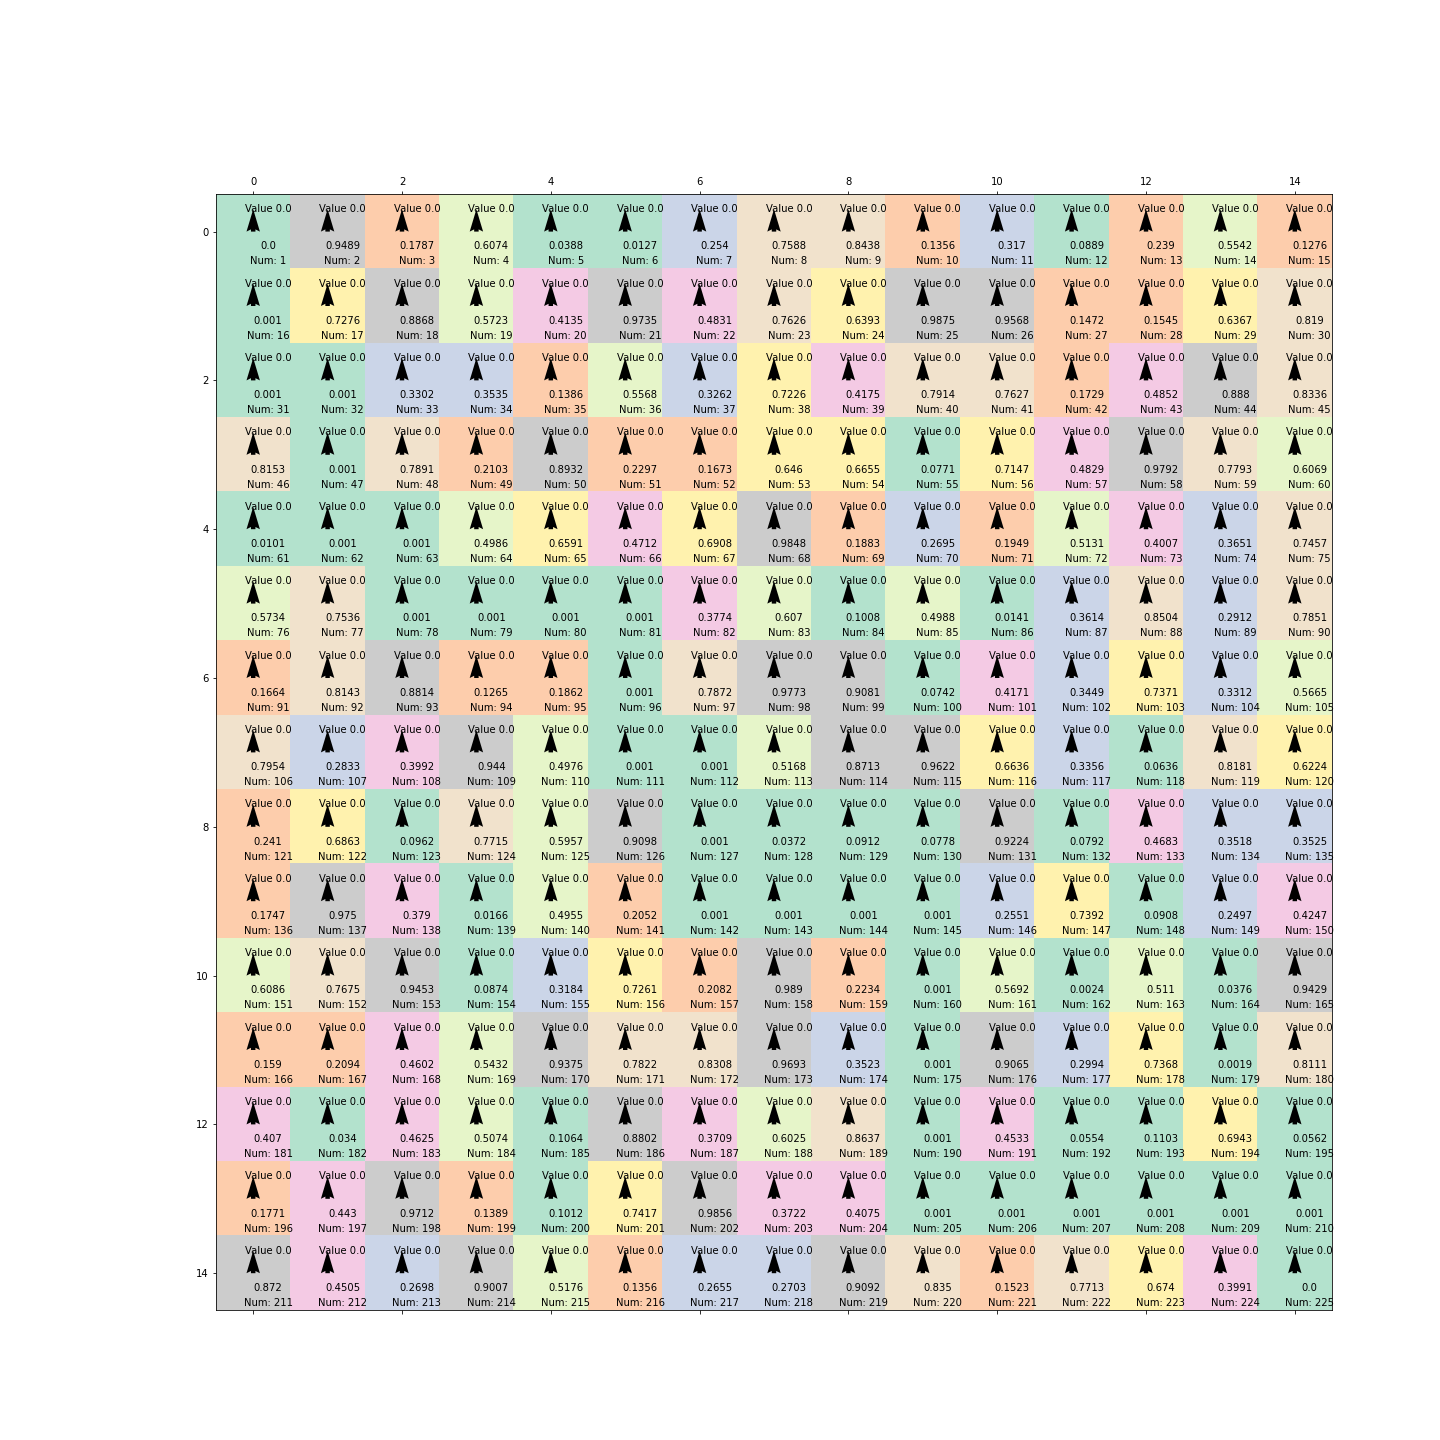 0 2 4 6 8 10 12 14
Value 0.0 Value 0.0 Value 0.0 Value 0.0 Value 0.0 Value 0.0 Value 0.0 Value 0.0 Value 0.0 Value 0.0 Value 0.0 Value 0.0 Value 0.0 Value 0.0 Value 0.0
0
0.0 0.9489 0.1787 0.6074 0.0388 0.0127 0.254 0.7588 0.8438 0.1356 0.317 0.0889 0.239 0.5542 0.1276
Num: 1 Num: 2 Num: 3 Num: 4 Num: 5 Num: 6 Num: 7 Num: 8 Num: 9 Num: 10 Num: 11 Num: 12 Num: 13 Num: 14 Num: 15
Value 0.0 Value 0.0 Value 0.0 Value 0.0 Value 0.0 Value 0.0 Value 0.0 Value 0.0 Value 0.0 Value 0.0 Value 0.0 Value 0.0 Value 0.0 Value 0.0 Value 0.0
0.001 0.7276 0.8868 0.5723 0.4135 0.9735 0.4831 0.7626 0.6393 0.9875 0.9568 0.1472 0.1545 0.6367 0.819
Num: 16 Num: 17 Num: 18 Num: 19 Num: 20 Num: 21 Num: 22 Num: 23 Num: 24 Num: 25 Num: 26 Num: 27 Num: 28 Num: 29 Num: 30
Value 0.0 Value 0.0 Value 0.0 Value 0.0 Value 0.0 Value 0.0 Value 0.0 Value 0.0 Value 0.0 Value 0.0 Value 0.0 Value 0.0 Value 0.0 Value 0.0 Value 0.0
2
0.001 0.001 0.3302 0.3535 0.1386 0.5568 0.3262 0.7226 0.4175 0.7914 0.7627 0.1729 0.4852 0.888 0.8336
Num: 31 Num: 32 Num: 33 Num: 34 Num: 35 Num: 36 Num: 37 Num: 38 Num: 39 Num: 40 Num: 41 Num: 42 Num: 43 Num: 44 Num: 45
Value 0.0 Value 0.0 Value 0.0 Value 0.0 Value 0.0 Value 0.0 Value 0.0 Value 0.0 Value 0.0 Value 0.0 Value 0.0 Value 0.0 Value 0.0 Value 0.0 Value 0.0
0.8153 0.001 0.7891 0.2103 0.8932 0.2297 0.1673 0.646 0.6655 0.0771 0.7147 0.4829 0.9792 0.7793 0.6069
Num: 46 Num: 47 Num: 48 Num: 49 Num: 50 Num: 51 Num: 52 Num: 53 Num: 54 Num: 55 Num: 56 Num: 57 Num: 58 Num: 59 Num: 60
Value 0.0 Value 0.0 Value 0.0 Value 0.0 Value 0.0 Value 0.0 Value 0.0 Value 0.0 Value 0.0 Value 0.0 Value 0.0 Value 0.0 Value 0.0 Value 0.0 Value 0.0
4
0.0101 0.001 0.001 0.4986 0.6591 0.4712 0.6908 0.9848 0.1883 0.2695 0.1949 0.5131 0.4007 0.3651 0.7457
Num: 61 Num: 62 Num: 63 Num: 64 Num: 65 Num: 66 Num: 67 Num: 68 Num: 69 Num: 70 Num: 71 Num: 72 Num: 73 Num: 74 Num: 75
Value 0.0 Value 0.0 Value 0.0 Value 0.0 Value 0.0 Value 0.0 Value 0.0 Value 0.0 Value 0.0 Value 0.0 Value 0.0 Value 0.0 Value 0.0 Value 0.0 Value 0.0
0.5734 0.7536 0.001 0.001 0.001 0.001 0.3774 0.607 0.1008 0.4988 0.0141 0.3614 0.8504 0.2912 0.7851
Num: 76 Num: 77 Num: 78 Num: 79 Num: 80 Num: 81 Num: 82 Num: 83 Num: 84 Num: 85 Num: 86 Num: 87 Num: 88 Num: 89 Num: 90
Value 0.0 Value 0.0 Value 0.0 Value 0.0 Value 0.0 Value 0.0 Value 0.0 Value 0.0 Value 0.0 Value 0.0 Value 0.0 Value 0.0 Value 0.0 Value 0.0 Value 0.0
6
0.1664 0.8143 0.8814 0.1265 0.1862 0.001 0.7872 0.9773 0.9081 0.0742 0.4171 0.3449 0.7371 0.3312 0.5665
Num: 91 Num: 92 Num: 93 Num: 94 Num: 95 Num: 96 Num: 97 Num: 98 Num: 99 Num: 100 Num: 101 Num: 102 Num: 103 Num: 104 Num: 105
Value 0.0 Value 0.0 Value 0.0 Value 0.0 Value 0.0 Value 0.0 Value 0.0 Value 0.0 Value 0.0 Value 0.0 Value 0.0 Value 0.0 Value 0.0 Value 0.0 Value 0.0
0.7954 0.2833 0.3992 0.944 0.4976 0.001 0.001 0.5168 0.8713 0.9622 0.6636 0.3356 0.0636 0.8181 0.6224
Num: 106 Num: 107 Num: 108 Num: 109 Num: 110 Num: 111 Num: 112 Num: 113 Num: 114 Num: 115 Num: 116 Num: 117 Num: 118 Num: 119 Num: 120
Value 0.0 Value 0.0 Value 0.0 Value 0.0 Value 0.0 Value 0.0 Value 0.0 Value 0.0 Value 0.0 Value 0.0 Value 0.0 Value 0.0 Value 0.0 Value 0.0 Value 0.0
8
0.241 0.6863 0.0962 0.7715 0.5957 0.9098 0.001 0.0372 0.0912 0.0778 0.9224 0.0792 0.4683 0.3518 0.3525
Num: 121 Num: 122 Num: 123 Num: 124 Num: 125 Num: 126 Num: 127 Num: 128 Num: 129 Num: 130 Num: 131 Num: 132 Num: 133 Num: 134 Num: 135
Value 0.0 Value 0.0 Value 0.0 Value 0.0 Value 0.0 Value 0.0 Value 0.0 Value 0.0 Value 0.0 Value 0.0 Value 0.0 Value 0.0 Value 0.0 Value 0.0 Value 0.0
0.1747 0.975 0.379 0.0166 0.4955 0.2052 0.001 0.001 0.001 0.001 0.2551 0.7392 0.0908 0.2497 0.4247
Num: 136 Num: 137 Num: 138 Num: 139 Num: 140 Num: 141 Num: 142 Num: 143 Num: 144 Num: 145 Num: 146 Num: 147 Num: 148 Num: 149 Num: 150
Value 0.0 Value 0.0 Value 0.0 Value 0.0 Value 0.0 Value 0.0 Value 0.0 Value 0.0 Value 0.0 Value 0.0 Value 0.0 Value 0.0 Value 0.0 Value 0.0 Value 0.0
10
0.6086 0.7675 0.9453 0.0874 0.3184 0.7261 0.2082 0.989 0.2234 0.001 0.5692 0.0024 0.511 0.0376 0.9429
Num: 151 Num: 152 Num: 153 Num: 154 Num: 155 Num: 156 Num: 157 Num: 158 Num: 159 Num: 160 Num: 161 Num: 162 Num: 163 Num: 164 Num: 165
Value 0.0 Value 0.0 Value 0.0 Value 0.0 Value 0.0 Value 0.0 Value 0.0 Value 0.0 Value 0.0 Value 0.0 Value 0.0 Value 0.0 Value 0.0 Value 0.0 Value 0.0
0.159 0.2094 0.4602 0.5432 0.9375 0.7822 0.8308 0.9693 0.3523 0.001 0.9065 0.2994 0.7368 0.0019 0.8111
Num: 166 Num: 167 Num: 168 Num: 169 Num: 170 Num: 171 Num: 172 Num: 173 Num: 174 Num: 175 Num: 176 Num: 177 Num: 178 Num: 179 Num: 180
Value 0.0 Value 0.0 Value 0.0 Value 0.0 Value 0.0 Value 0.0 Value 0.0 Value 0.0 Value 0.0 Value 0.0 Value 0.0 Value 0.0 Value 0.0 Value 0.0 Value 0.0
12
0.407 0.034 0.4625 0.5074 0.1064 0.8802 0.3709 0.6025 0.8637 0.001 0.4533 0.0554 0.1103 0.6943 0.0562
Num: 181 Num: 182 Num: 183 Num: 184 Num: 185 Num: 186 Num: 187 Num: 188 Num: 189 Num: 190 Num: 191 Num: 192 Num: 193 Num: 194 Num: 195
Value 0.0 Value 0.0 Value 0.0 Value 0.0 Value 0.0 Value 0.0 Value 0.0 Value 0.0 Value 0.0 Value 0.0 Value 0.0 Value 0.0 Value 0.0 Value 0.0 Value 0.0
0.1771 0.443 0.9712 0.1389 0.1012 0.7417 0.9856 0.3722 0.4075 0.001 0.001 0.001 0.001 0.001 0.001
Num: 196 Num: 197 Num: 198 Num: 199 Num: 200 Num: 201 Num: 202 Num: 203 Num: 204 Num: 205 Num: 206 Num: 207 Num: 208 Num: 209 Num: 210
Value 0.0 Value 0.0 Value 0.0 Value 0.0 Value 0.0 Value 0.0 Value 0.0 Value 0.0 Value 0.0 Value 0.0 Value 0.0 Value 0.0 Value 0.0 Value 0.0 Value 0.0
14
0.872 0.4505 0.2698 0.9007 0.5176 0.1356 0.2655 0.2703 0.9092 0.835 0.1523 0.7713 0.674 0.3991 0.0
Num: 211 Num: 212 Num: 213 Num: 214 Num: 215 Num: 216 Num: 217 Num: 218 Num: 219 Num: 220 Num: 221 Num: 222 Num: 223 Num: 224 Num: 225